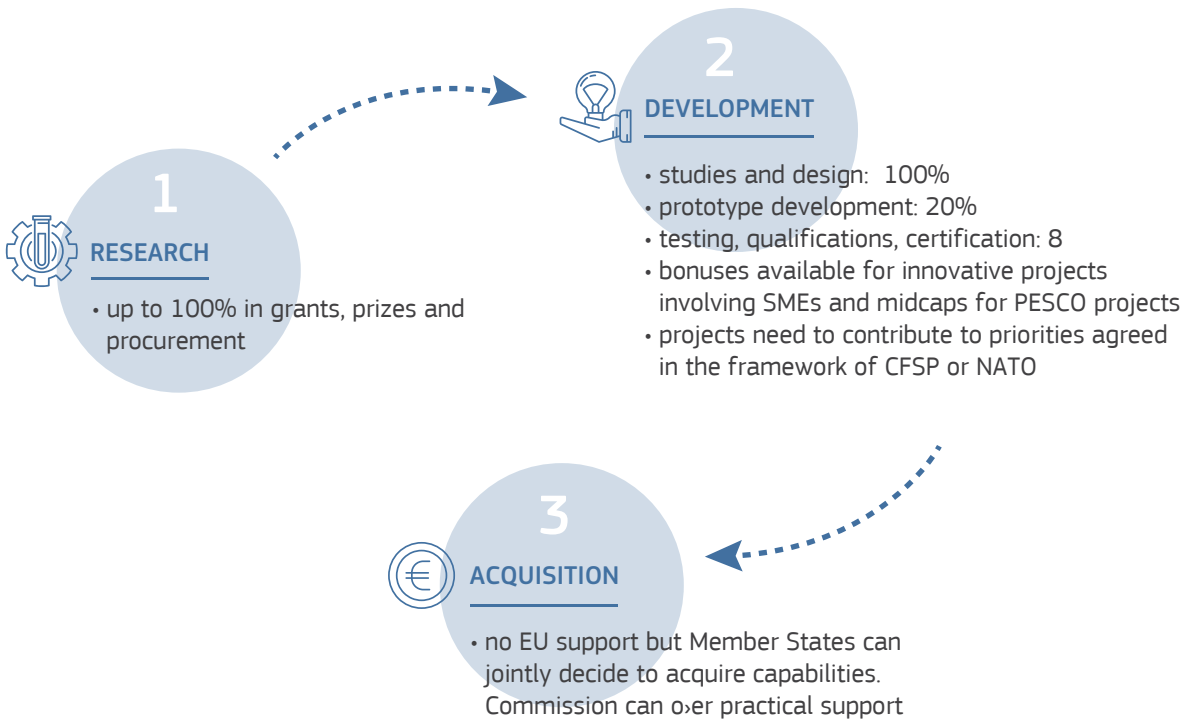 1
RESEARCH
• up to 100% in grants, prizes and
procurement
2
DEVELOPMENT
• studies and design: 100%
• prototype development: 20%
• testing, qualifications, certification: 8
• bonuses available for innovative projects
involving SMEs and midcaps for PESCO projects
• projects need to contribute to priorities agreed
in the framework of CFSP or NATO
3
ACQUISITION
• no EU support but Member States can
jointly decide to acquire capabilities.
Commission can o›er practical support